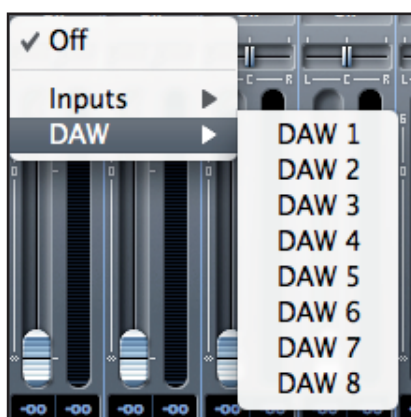 ✓ Off
Inputs ▶
DAW ▶
DAW 1
DAW 2
DAW 3
DAW 4
DAW 5
DAW 6
DAW 7
DAW 8
L C R
-∞ -∞ -∞ -∞ -∞